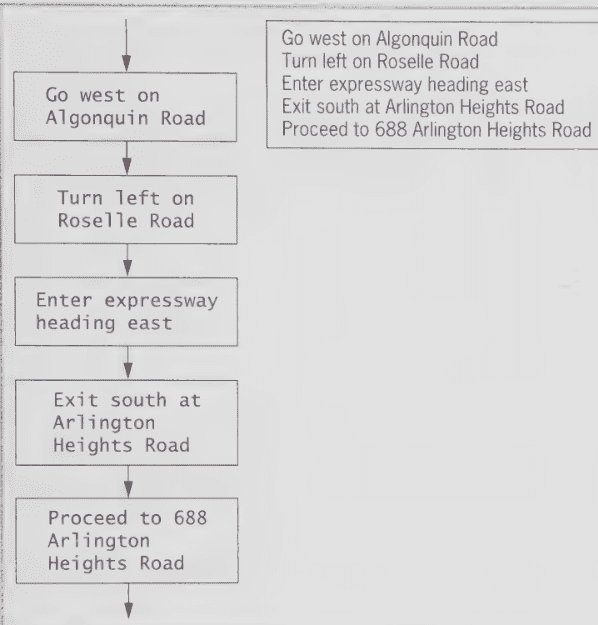 Go west on
Algonquin Road
Turn left on
Roselle Road
Enter expressway
heading east
Exit south at
Arlington
Heights Road
Proceed to 688
Arlington
Heights Road
Go west on Algonquin Road
Turn left on Roselle Road
Enter expressway heading east
Exit south at Arlington Heights Road
Proceed to 688 Arlington Heights Road